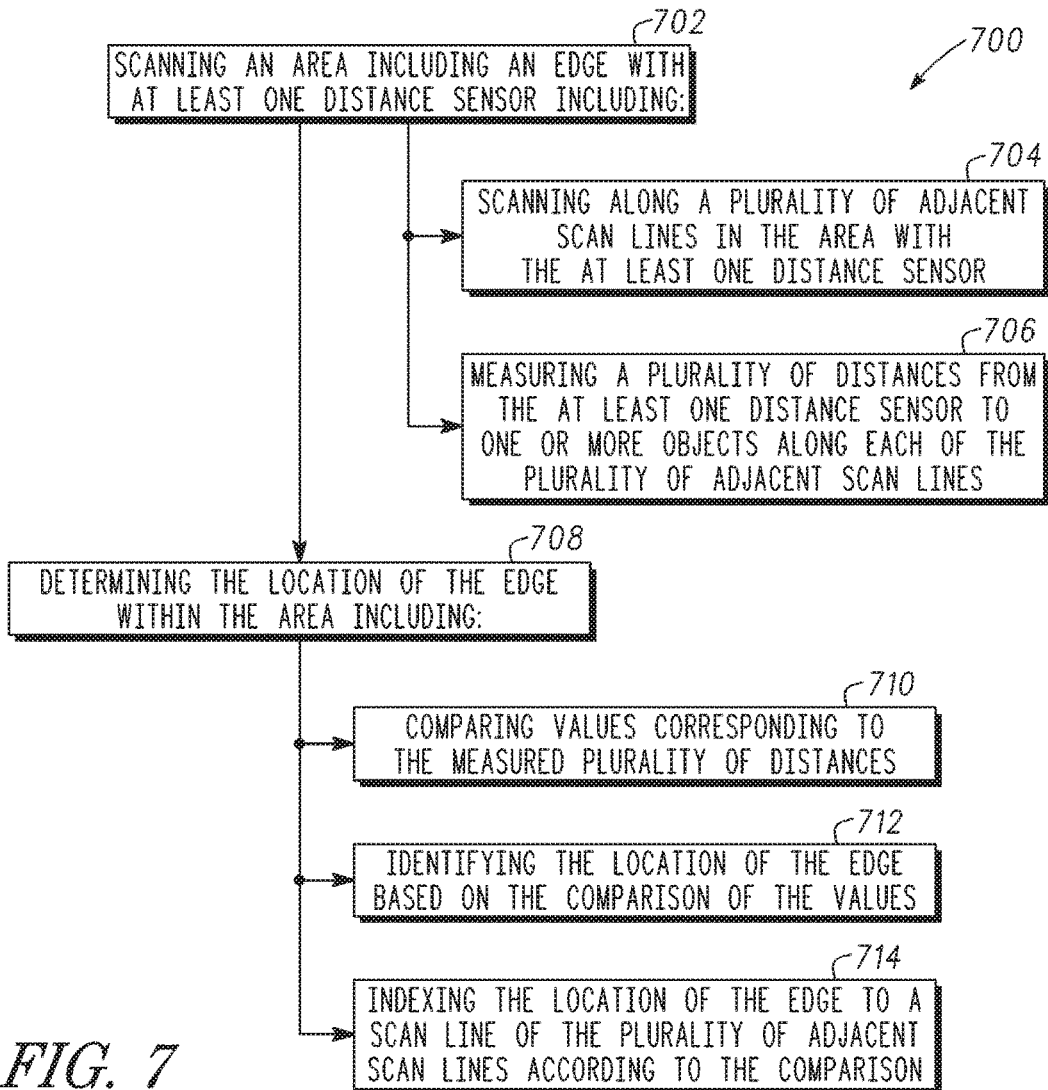 702
700
SCANNING AN AREA INCLUDING AN EDGE WITH
AT LEAST ONE DISTANCE SENSOR INCLUDING:
704
SCANNING ALONG A PLURALITY OF ADJACENT
SCAN LINES IN THE AREA WITH
THE AT LEAST ONE DISTANCE SENSOR
706
MEASURING A PLURALITY OF DISTANCES FROM
THE AT LEAST ONE DISTANCE SENSOR TO
ONE OR MORE OBJECTS ALONG EACH OF THE
PLURALITY OF ADJACENT SCAN LINES
708
DETERMINING THE LOCATION OF THE EDGE
WITHIN THE AREA INCLUDING:
710
COMPARING VALUES CORRESPONDING TO
THE MEASURED PLURALITY OF DISTANCES
712
IDENTIFYING THE LOCATION OF THE EDGE
BASED ON THE COMPARISON OF THE VALUES
714
INDEXING THE LOCATION OF THE EDGE TO A
SCAN LINE OF THE PLURALITY OF ADJACENT
SCAN LINES ACCORDING TO THE COMPARISON
FIG. 7